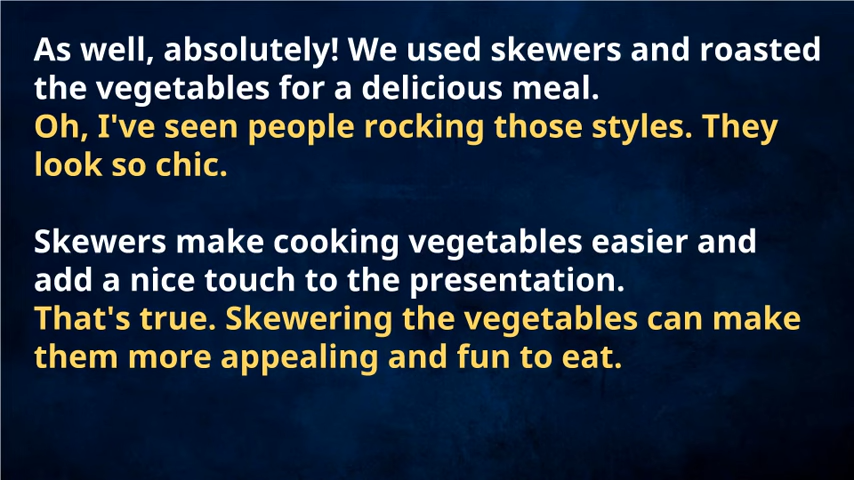 As well, absolutely! We used skewers and roasted
the vegetables for a delicious meal.
Oh, I've seen people rocking those styles. They
look so chic.
Skewers make cooking vegetables easier and
add a nice touch to the presentation.
That's true. Skewering the vegetables can make
them more appealing and fun to eat.